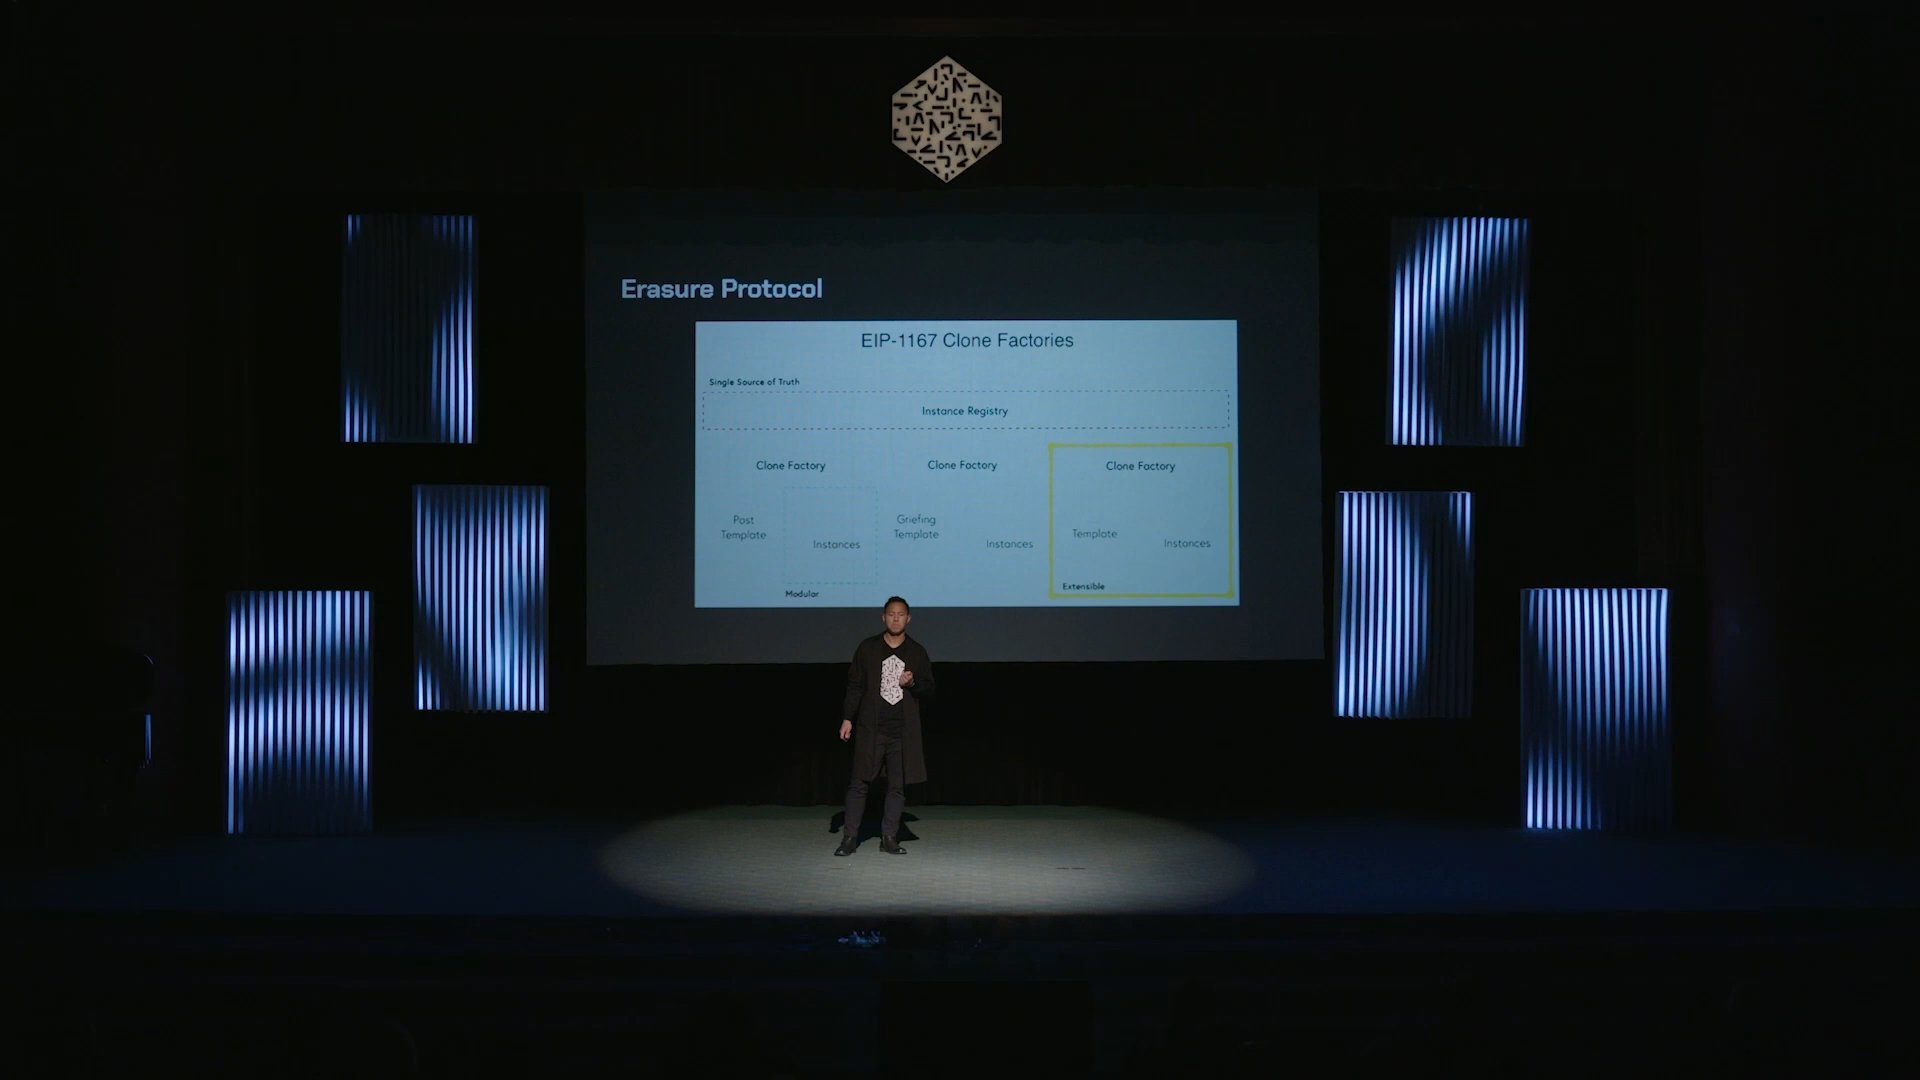 Erasure Protocol
EIP-1167 Clone Factories
Single Source of Truth
Instance Registry
Clone Factory
Post
Template
Instances
Modular
Clone Factory
Griefing
Template
Instances
Clone Factory
Template
Instances
Extensible